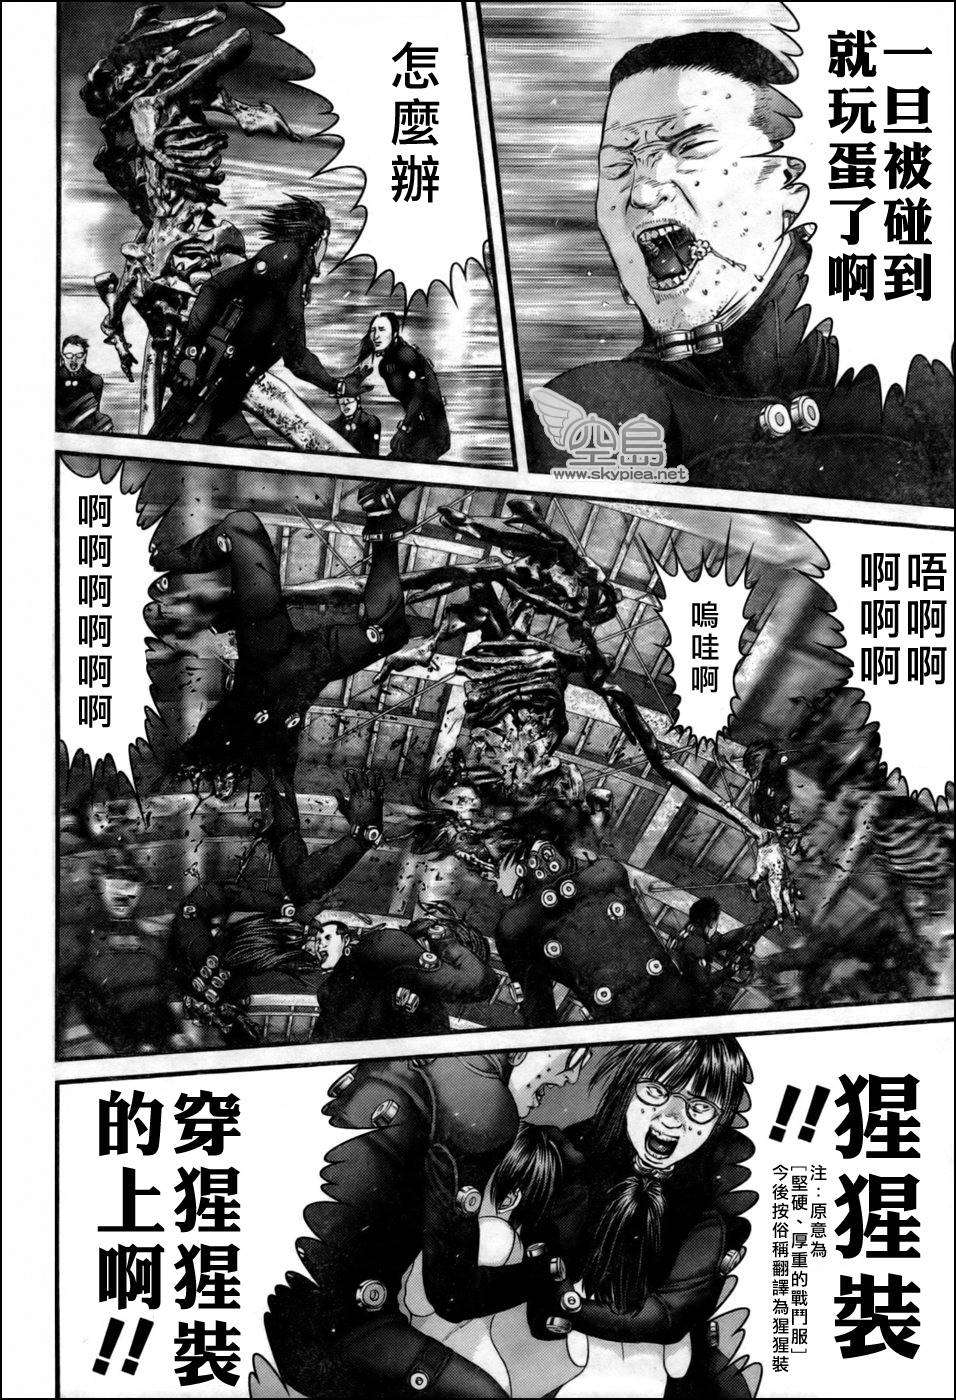 一旦被碰到
就玩蛋了啊
怎麼辦
空島
www.skypiea.net
唔啊啊
啊啊啊
嗚哇啊
啊啊啊啊啊啊
猩猩裝
!!
注：原意為
［堅硬、厚重的戰鬥服］
今後按俗稱翻譯為猩猩裝
穿猩猩裝
的上啊!!